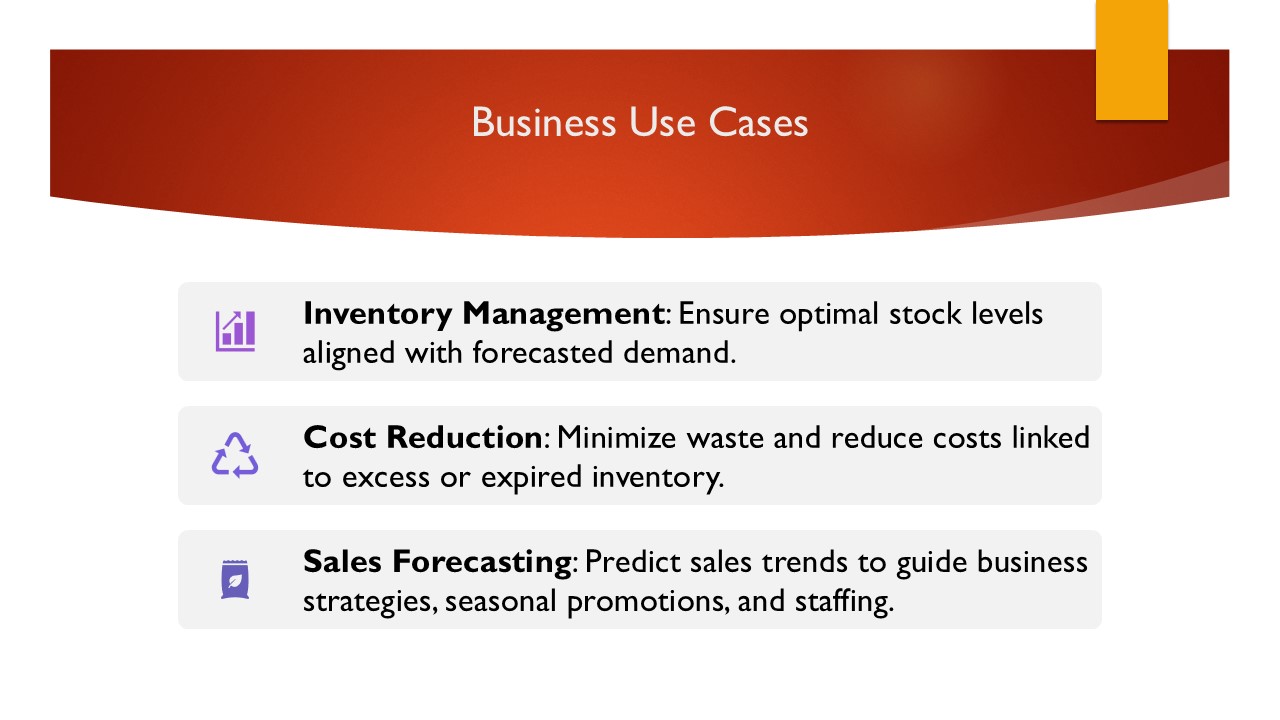 Business Use Cases
Inventory Management: Ensure optimal stock levels
aligned with forecasted demand.
Cost Reduction: Minimize waste and reduce costs linked
to excess or expired inventory.
Sales Forecasting: Predict sales trends to guide business
strategies, seasonal promotions, and staffing.